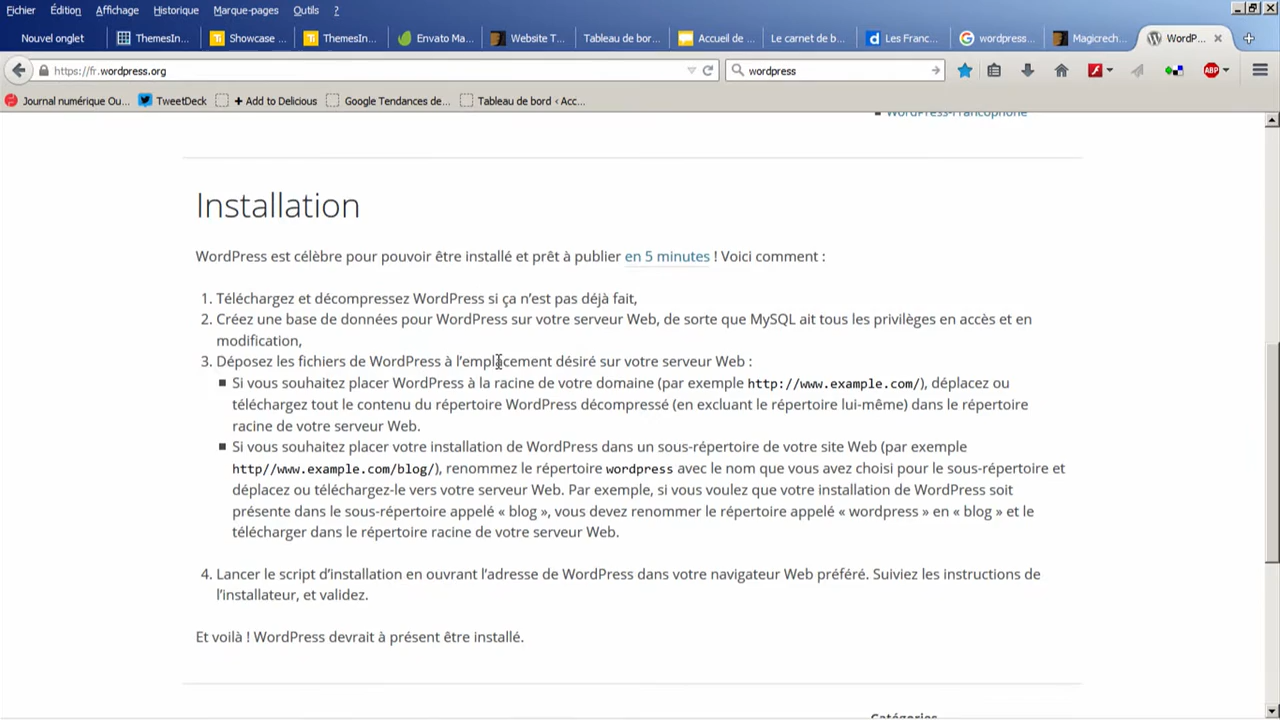 Fichier Édition Affichage Historique Marque-pages Outils ?
Nouvel onglet ThemesIn... Showcase ... ThemesIn... Envato Ma... Website T... Tableau de bor... Accueil de ... Le carnet de b... Les Franc... wordpress... Magicrech... WordP...
https://fr.wordpress.org wordpress ABP
Journal numérique Ou... TweetDeck + Add to Delicious Google Tendances de... Tableau de bord ‹ Acc...
WordPress-Francophone
Installation
WordPress est célèbre pour pouvoir être installé et prêt à publier en 5 minutes ! Voici comment :
1. Téléchargez et décompressez WordPress si ça n'est pas déjà fait,
2. Créez une base de données pour WordPress sur votre serveur Web, de sorte que MySQL ait tous les privilèges en accès et en
modification,
3. Déposez les fichiers de WordPress à l'emplacement désiré sur votre serveur Web :
Si vous souhaitez placer WordPress à la racine de votre domaine (par exemple http://www.example.com/), déplacez ou
téléchargez tout le contenu du répertoire WordPress décompressé (en excluant le répertoire lui-même) dans le répertoire
racine de votre serveur Web.
Si vous souhaitez placer votre installation de WordPress dans un sous-répertoire de votre site Web (par exemple
http//www.example.com/blog/), renommez le répertoire wordpress avec le nom que vous avez choisi pour le sous-répertoire et
déplacez ou téléchargez-le vers votre serveur Web. Par exemple, si vous voulez que votre installation de WordPress soit
présente dans le sous-répertoire appelé « blog », vous devez renommer le répertoire appelé « wordpress » en « blog » et le
télécharger dans le répertoire racine de votre serveur Web.
4. Lancer le script d'installation en ouvrant l'adresse de WordPress dans votre navigateur Web préféré. Suiviez les instructions de
l'installateur, et validez.
Et voilà ! WordPress devrait à présent être installé.
Catégories